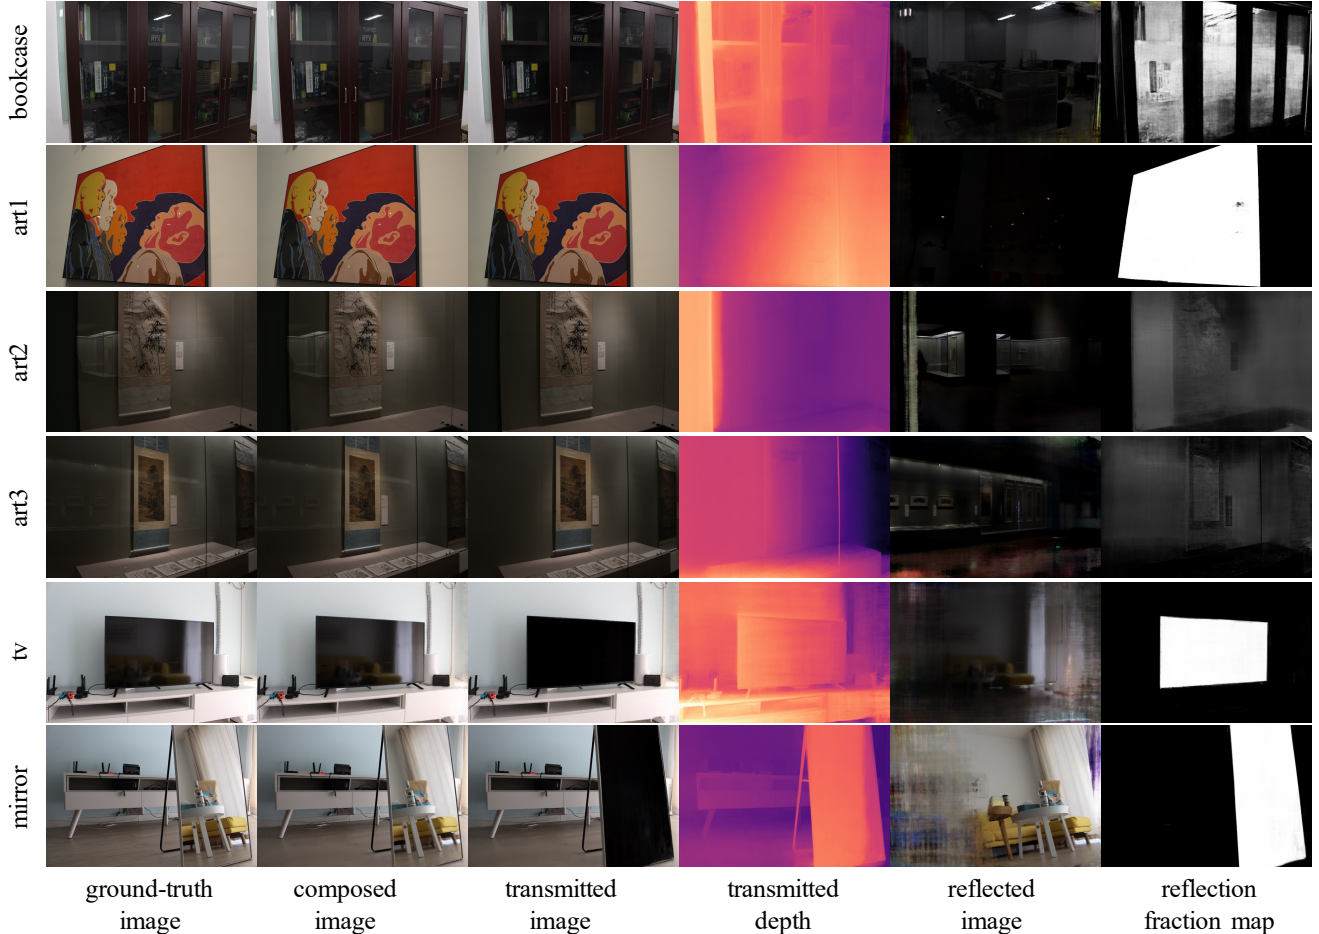 bookcase
art1
art2
art3
tv
mirror
ground-truth image
composed image
transmitted image
transmitted depth
reflected image
reflection fraction map